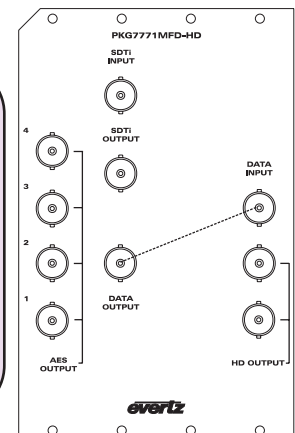 PKG7771MFD-HD
SDTi
INPUT
SDTi
OUTPUT
4
3
2
1
DATA
INPUT
DATA
OUTPUT
AES
OUTPUT
HD OUTPUT
evertz